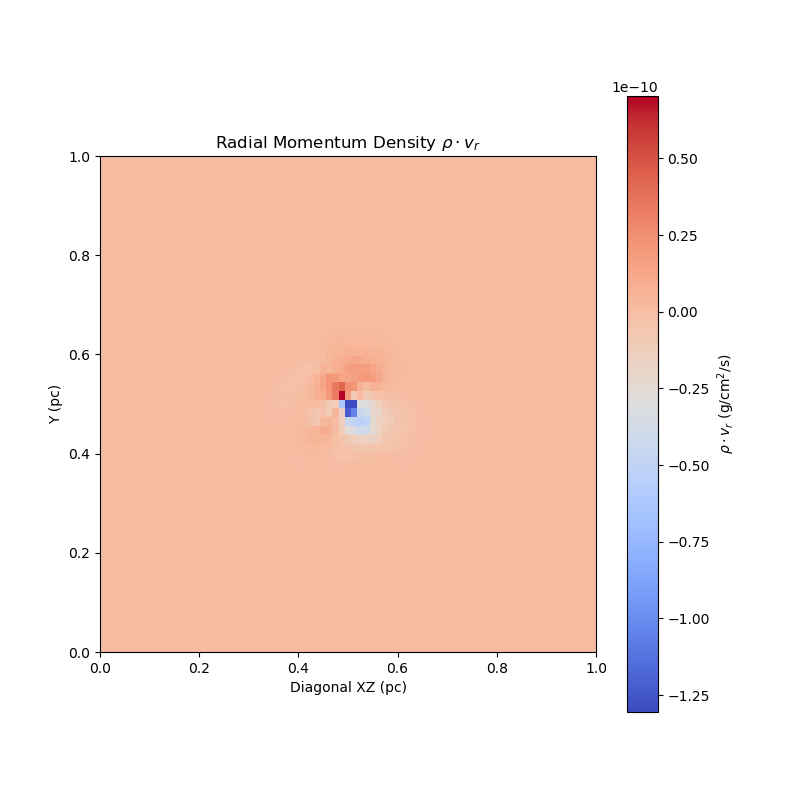 1e−10
Radial Momentum Density ρ · v_r
1.0
0.8
0.6
0.4
0.2
0.0
Y (pc)
0.0 0.2 0.4 0.6 0.8 1.0
Diagonal XZ (pc)
0.50
0.25
0.00
−0.25
−0.50
−0.75
−1.00
−1.25
ρ · v_r (g/cm²/s)